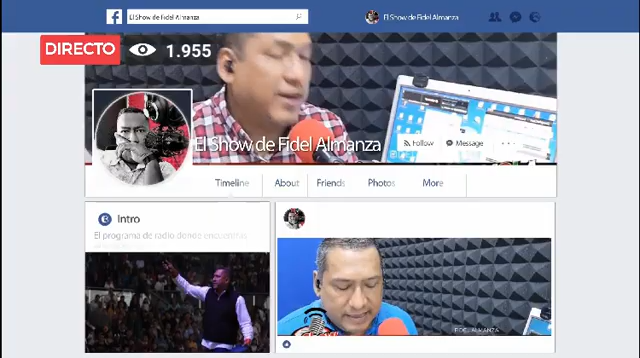 El Show de Fidel Almanza
El Show de Fidel Almanza
DIRECTO
1.955
El Show de Fidel Almanza
Follow
Message
Timeline
About
Friends
Photos
More
Intro
El programa de radio donde encuentras
FIDEL ALMANZA